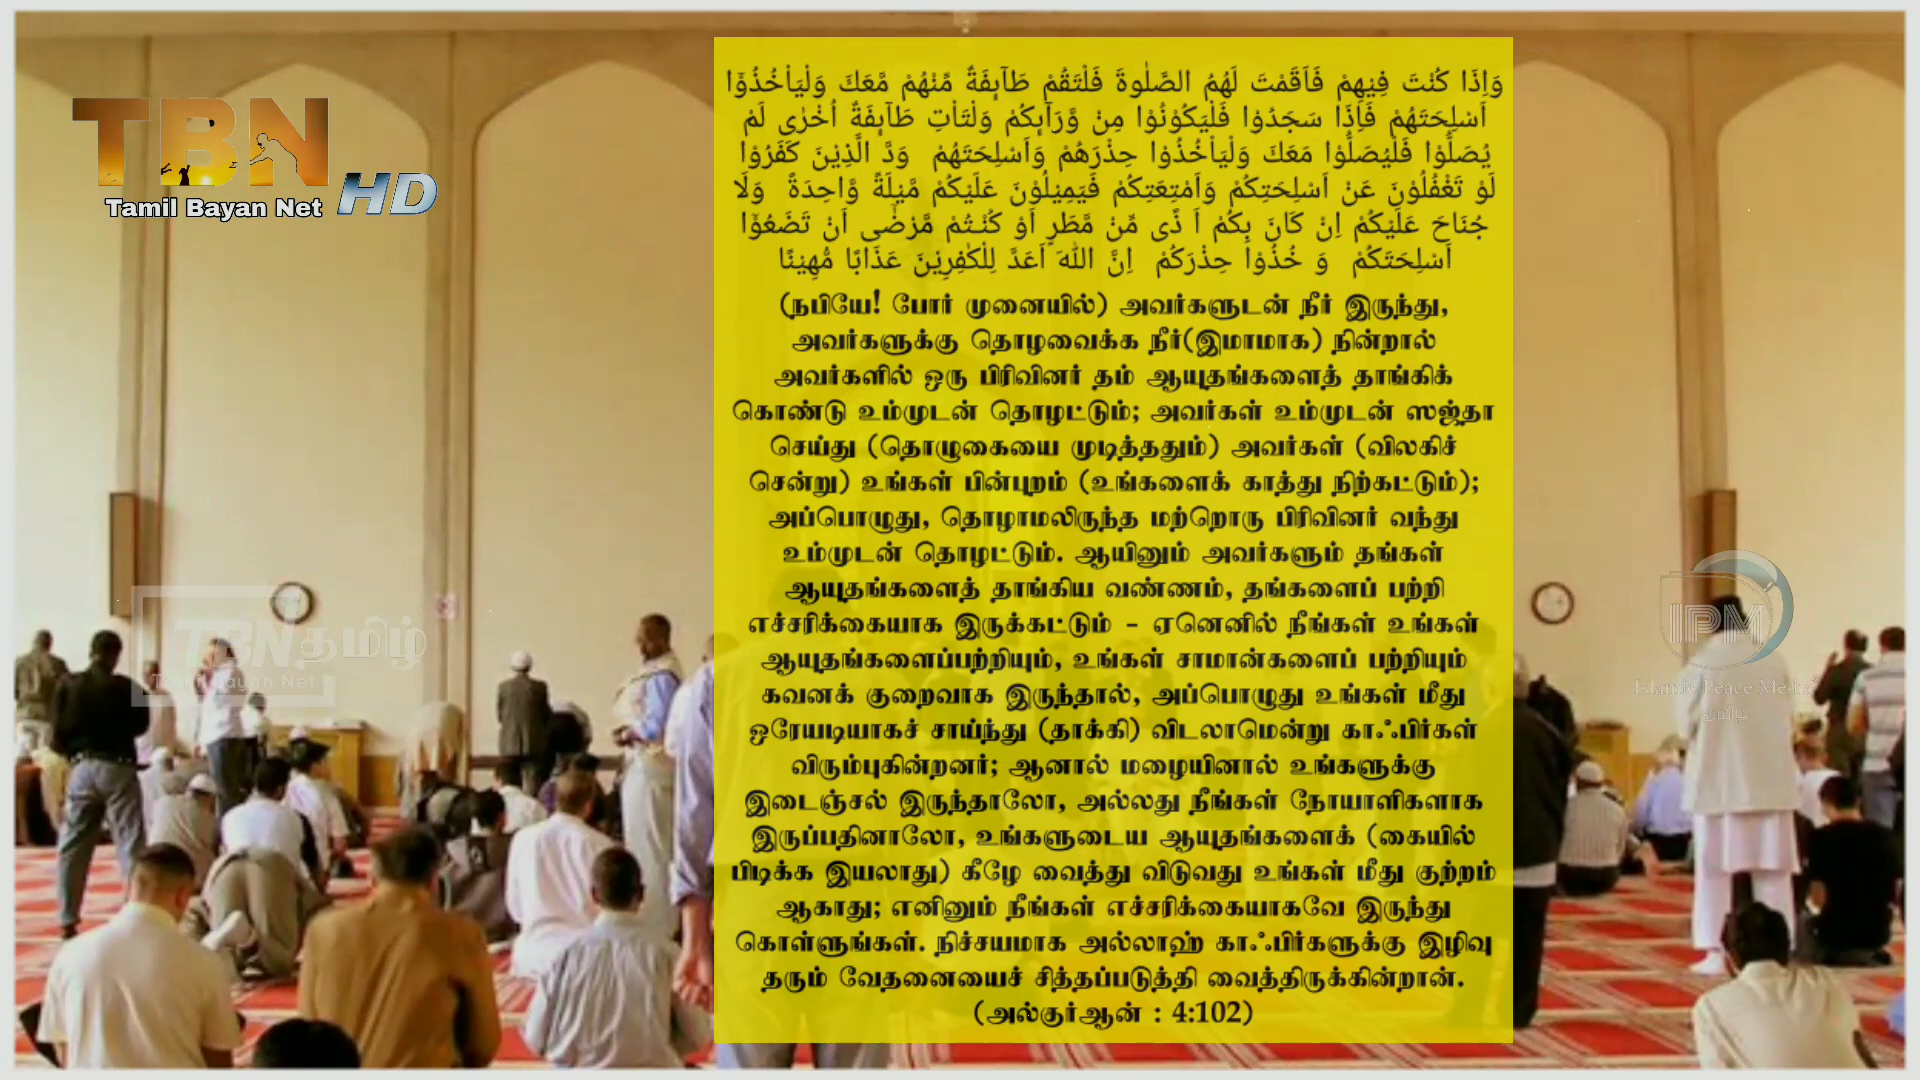 TBN HD
Tamil Bayan Net
وَاِذَا كُنْتَ فِيْهِمْ فَاَقَمْتَ لَهُمُ الصَّلٰوةَ فَلْتَقُمْ طَآٮِٕفَةٌ مِّنْهُمْ مَّعَكَ وَلْيَاْخُذُوْۤا
اَسْلِحَتَهُمْ فَاِذَا سَجَدُوْا فَلْيَكُوْنُوْا مِنْ وَّرَآٮِٕكُمْ وَلْتَاْتِ طَآٮِٕفَةٌ اُخْرٰى لَمْ
يُصَلُّوْا فَلْيُصَلُّوْا مَعَكَ وَلْيَاْخُذُوْا حِذْرَهُمْ وَاَسْلِحَتَهُمْ وَدَّ الَّذِيْنَ كَفَرُوْا
لَوْ تَغْفُلُوْنَ عَنْ اَسْلِحَتِكُمْ وَاَمْتِعَتِكُمْ فَيَمِيْلُوْنَ عَلَيْكُمْ مَّيْلَةً وَّاحِدَةً وَلَا
جُنَاحَ عَلَيْكُمْ اِنْ كَانَ بِكُمْ اَ ذًى مِّنْ مَّطَرٍ اَوْ كُنْـتُمْ مَّرْضٰۤى اَنْ تَضَعُوْۤا
اَسْلِحَتَكُمْ وَ خُذُوْا حِذْرَكُمْ اِنَّ اللّٰهَ اَعَدَّ لِلْكٰفِرِيْنَ عَذَابًا مُّهِيْنًا
(நபியே! போர் முனையில்) அவர்களுடன் நீர் இருந்து,
அவர்களுக்கு தொழவைக்க நீர்(இமாமாக) நின்றால்
அவர்களில் ஒரு பிரிவினர் தம் ஆயுதங்களைத் தாங்கிக்
கொண்டு உம்முடன் தொழட்டும்; அவர்கள் உம்முடன் ஸஜ்தா
செய்து (தொழுகையை முடித்ததும்) அவர்கள் (விலகிச்
சென்று) உங்கள் பின்புறம் (உங்களைக் காத்து நிற்கட்டும்);
அப்பொழுது, தொழாமலிருந்த மற்றொரு பிரிவினர் வந்து
உம்முடன் தொழட்டும். ஆயினும் அவர்களும் தங்கள்
ஆயுதங்களைத் தாங்கிய வண்ணம், தங்களைப் பற்றி
எச்சரிக்கையாக இருக்கட்டும் - ஏனெனில் நீங்கள் உங்கள்
ஆயுதங்களைப்பற்றியும், உங்கள் சாமான்களைப் பற்றியும்
கவனக் குறைவாக இருந்தால், அப்பொழுது உங்கள் மீது
ஒரேயடியாகச் சாய்ந்து (தாக்கி) விடலாமென்று காஃபிர்கள்
விரும்புகின்றனர்; ஆனால் மழையினால் உங்களுக்கு
இடைஞ்சல் இருந்தாலோ, அல்லது நீங்கள் நோயாளிகளாக
இருப்பதினாலோ, உங்களுடைய ஆயுதங்களைக் (கையில்
பிடிக்க இயலாது) கீழே வைத்து விடுவது உங்கள் மீது குற்றம்
ஆகாது; எனினும் நீங்கள் எச்சரிக்கையாகவே இருந்து
கொள்ளுங்கள். நிச்சயமாக அல்லாஹ் காஃபிர்களுக்கு இழிவு
தரும் வேதனையைச் சித்தப்படுத்தி வைத்திருக்கின்றான்.
(அல்குர்ஆன் : 4:102)
TBN தமிழ்
Tamil Bayan Net
IPM
Islamic Peace Media
தமிழ்